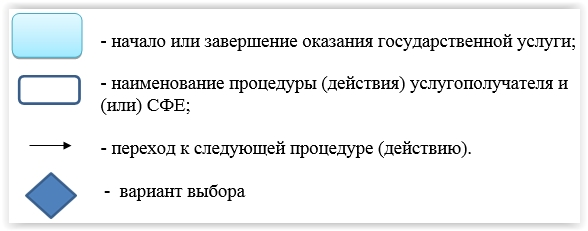 - начало или завершение оказания государственной услуги;
- наименование процедуры (действия) услугополучателя и
(или) СФЕ;
- переход к следующей процедуре (действию).
- вариант выбора